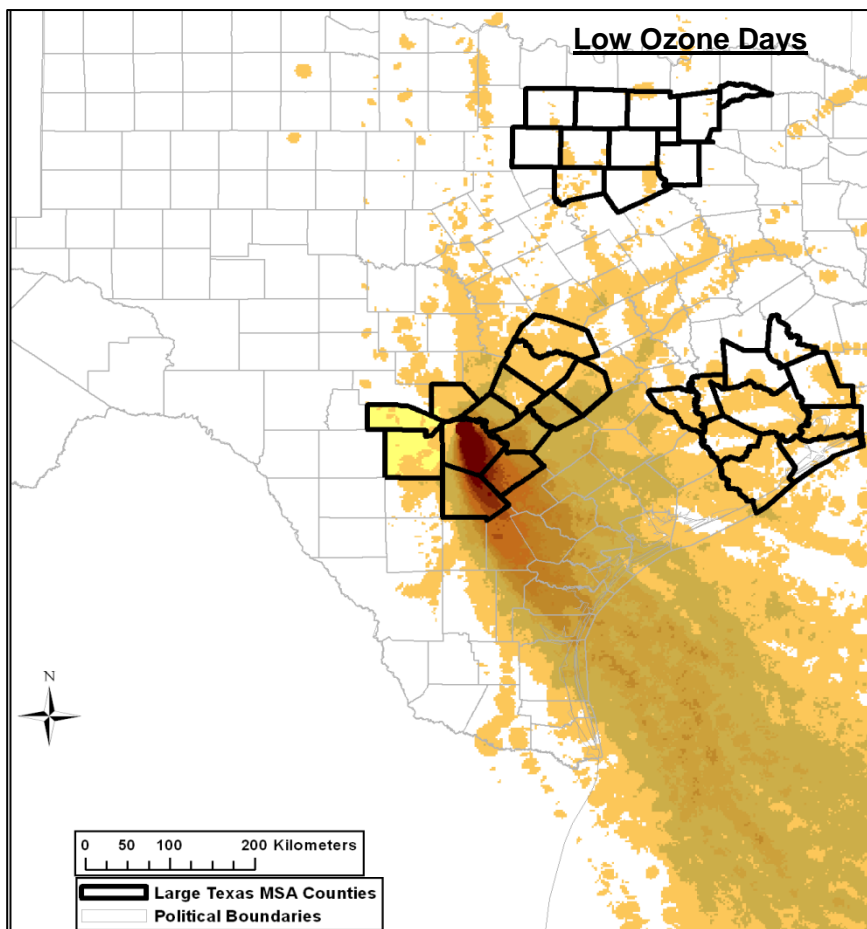 Low Ozone Days
N
0 50 100 200 Kilometers
Large Texas MSA Counties
Political Boundaries